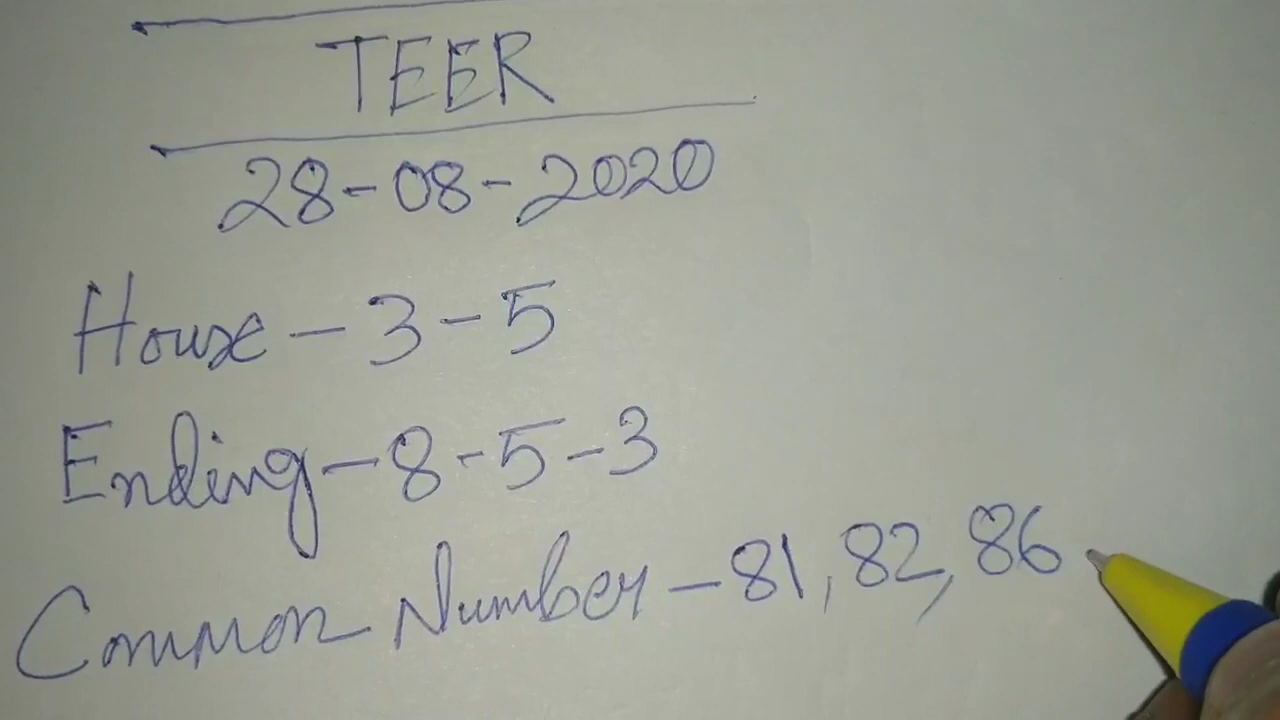 TEER
28-08-2020
House - 3 - 5
Ending - 8 - 5 - 3
Common Number - 81, 82, 86